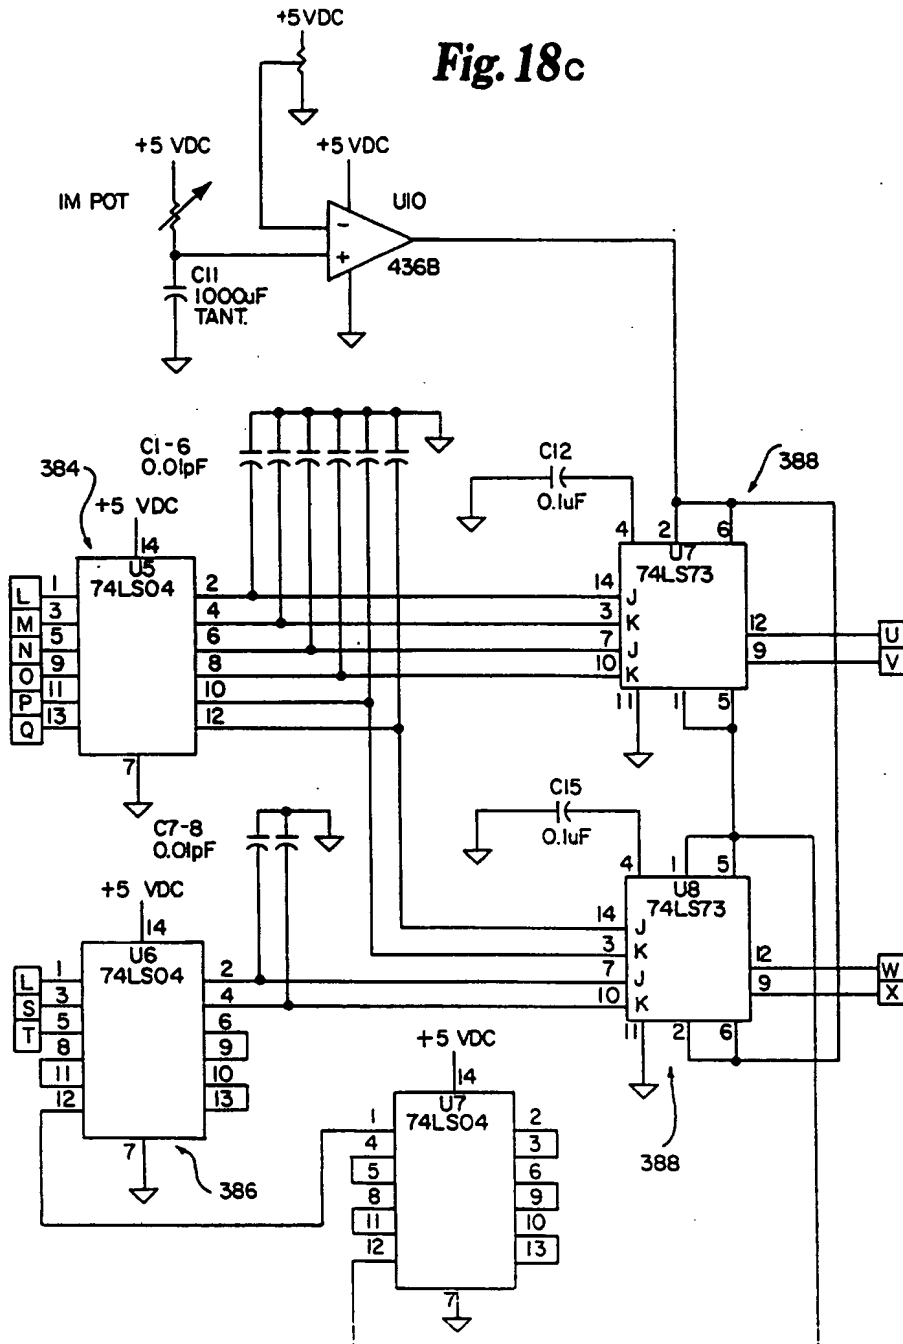 +5VDC
Fig. 18c
+5 VDC
+5 VDC
1M POT
U10
-
+
436B
C11
1000uF
TANT.
C1-6
0.01pF
384
+5 VDC
14
U5
74LS04
L 1
M 3
N 5
O 9
P 11
Q 13
2
4
6
8
10
12
7
C12
0.1uF
388
4 2 6
U7
74LS73
14 J
3 K
7 J
10 K
12 U
9 V
11 1 5
C7-8
0.01pF
C15
0.1uF
4 1 5
U8
74LS73
14 J
3 K
7 J
10 K
12 W
9 X
11 2 6
388
+5 VDC
14
U6
74LS04
L 1
S 3
T 5
8
11
12
2
4
6
9
10
13
7
386
+5 VDC
14
U7
74LS04
1 2
4 3
5 6
8 9
11 10
12 13
7